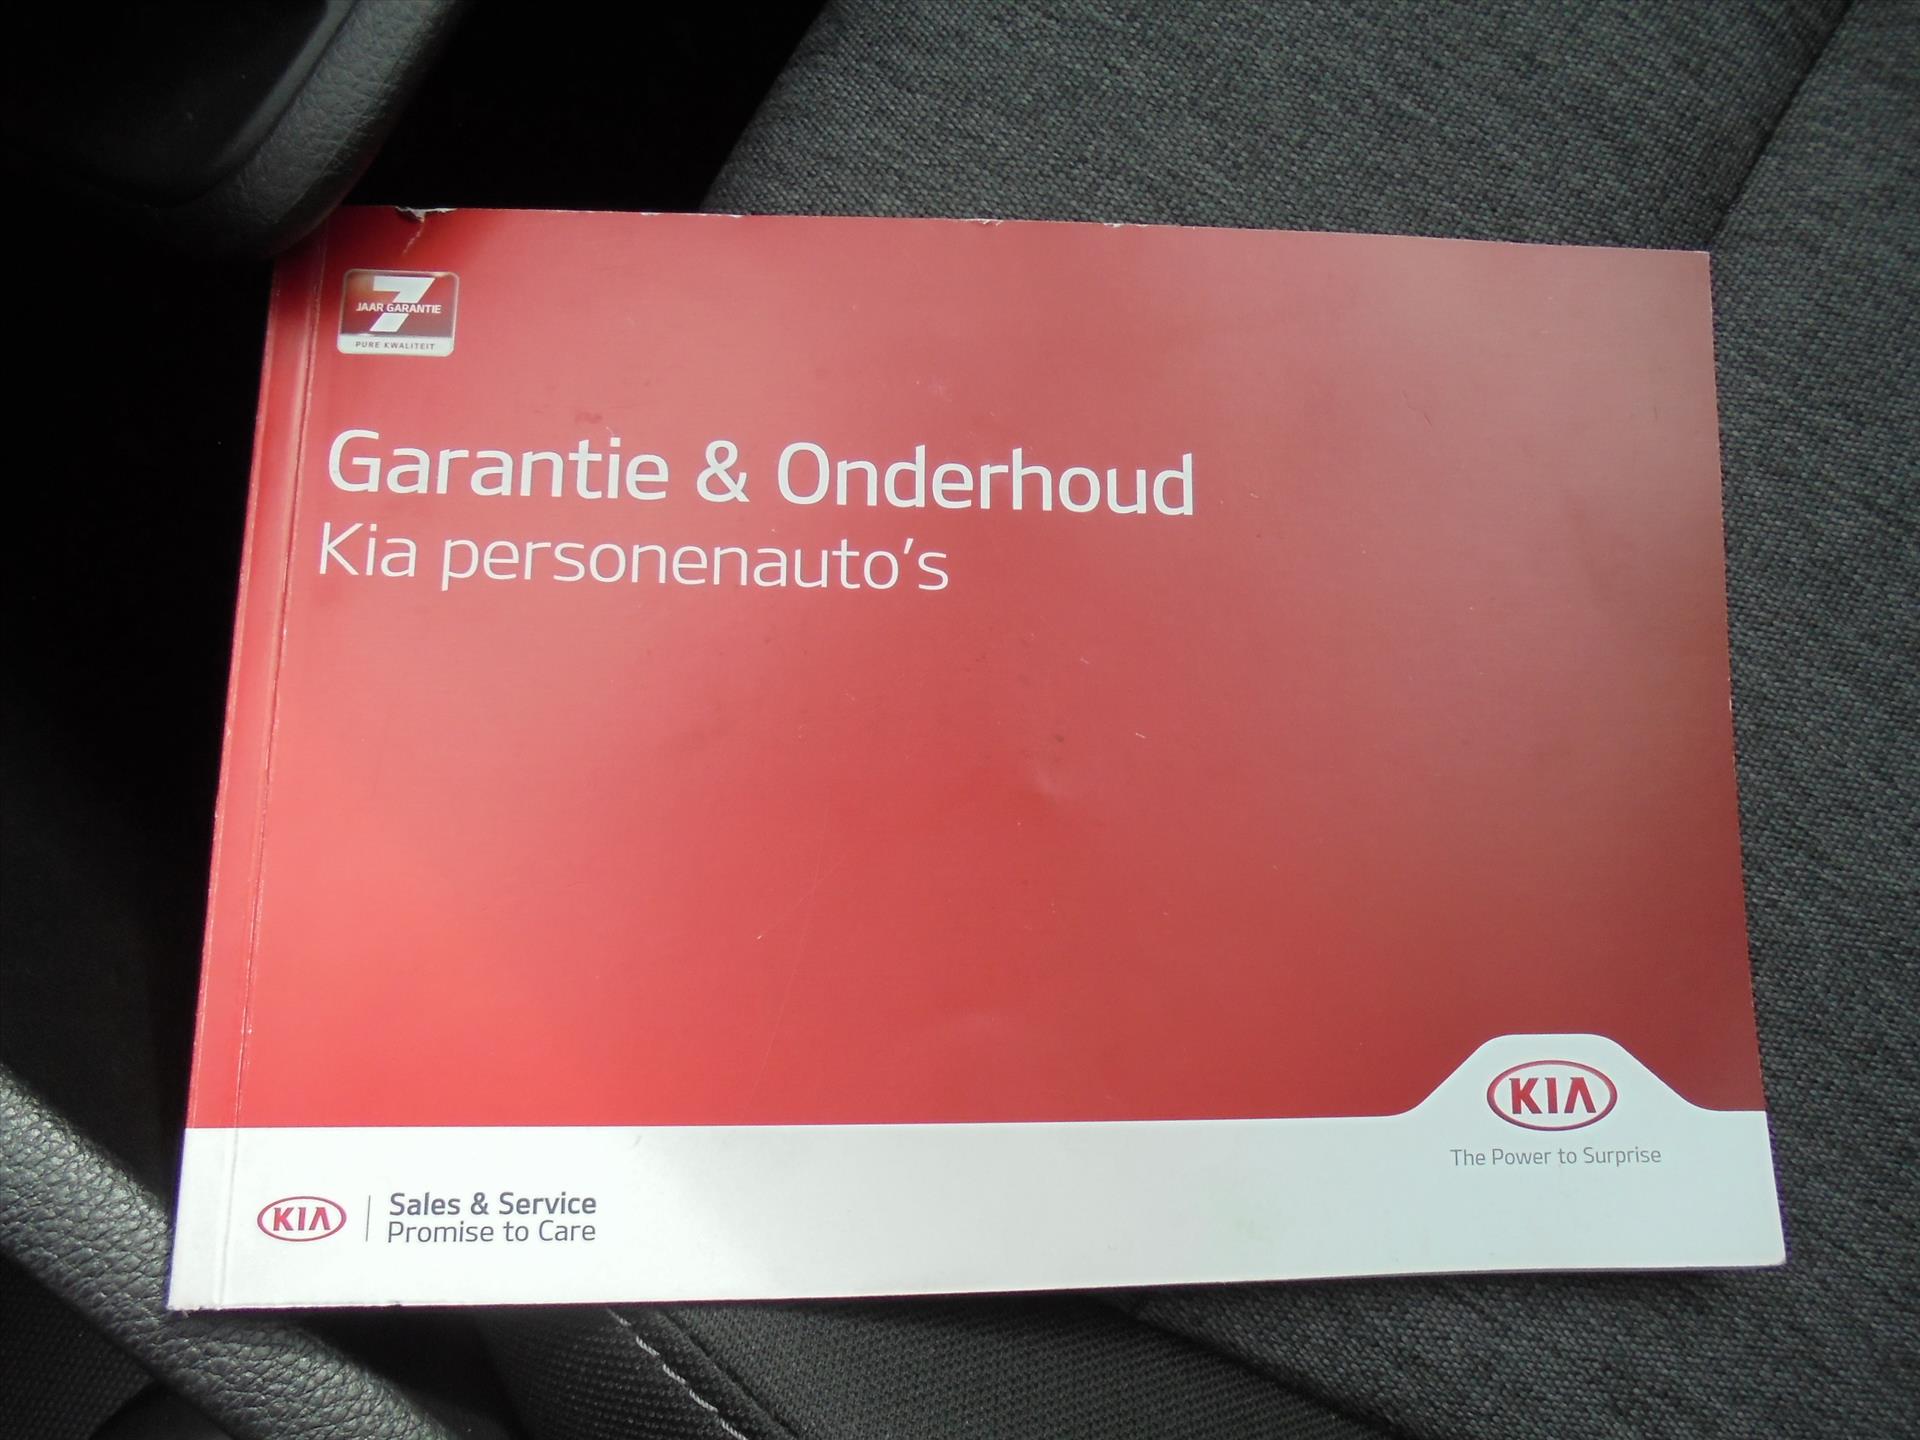 7
JAAR GARANTIE
PURE KWALITEIT
Garantie & Onderhoud
Kia personenauto's
KIA
The Power to Surprise
KIA
Sales & Service
Promise to Care